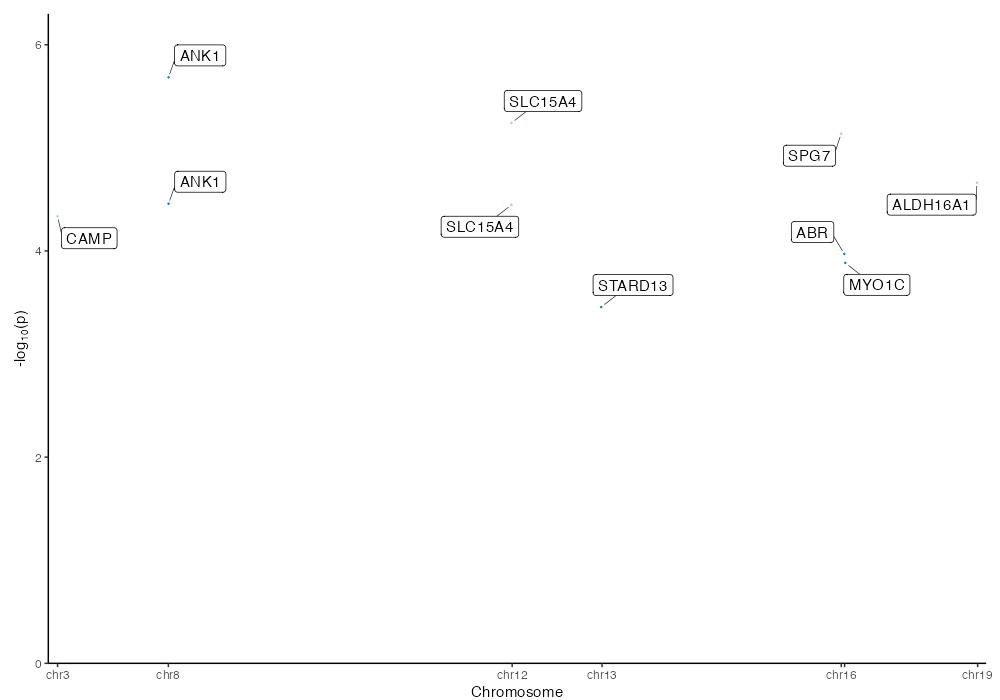 6
ANK1
SLC15A4
SPG7
ANK1
ALDH16A1
SLC15A4
ABR
CAMP
4
STARD13
MYO1C
-log10(p)
2
0
chr3 chr8 chr12 chr13 chr16 chr19
Chromosome